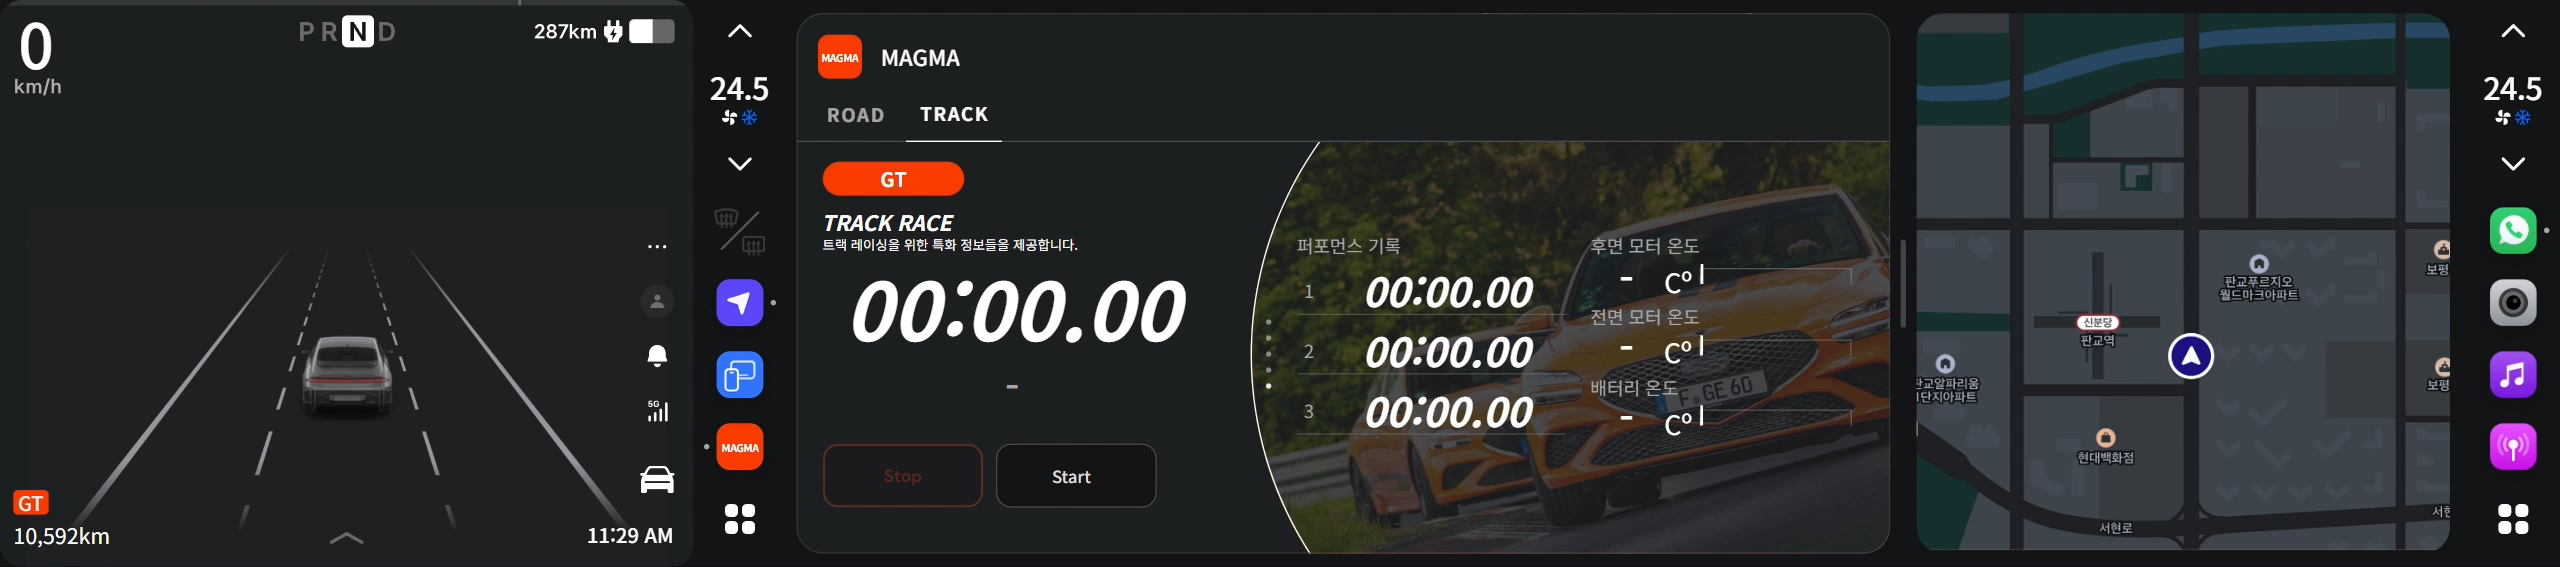 0
km/h
P R N D
287km
5G
GT
10,592km
11:29 AM
24.5
MAGMA
MAGMA
MAGMA
ROAD TRACK
GT
TRACK RACE
트랙 레이싱을 위한 특화 정보들을 제공합니다.
00:00.00
-
Stop
Start
퍼포먼스 기록
1 00:00.00
2 00:00.00
3 00:00.00
후면 모터 온도
- Cº
전면 모터 온도
- Cº
배터리 온도
- Cº
F GE 60
판교푸르지오
월드마크아파트
보평
신분당
판교역
판교알파리움
1단지아파트
보평
현대백화점
서현로
서현
24.5